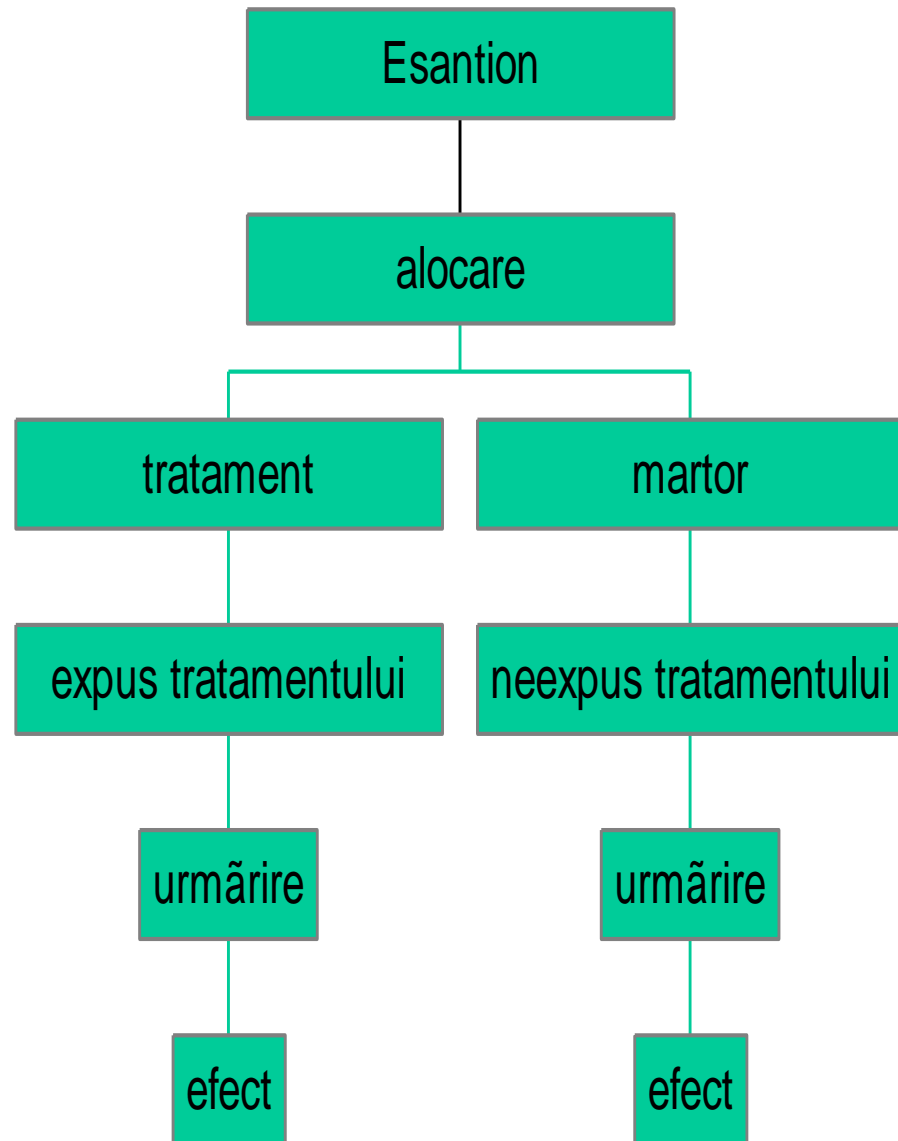 Esantion
alocare
tratament
martor
expus tratamentului
neexpus tratamentului
urmãrire
urmãrire
efect
efect